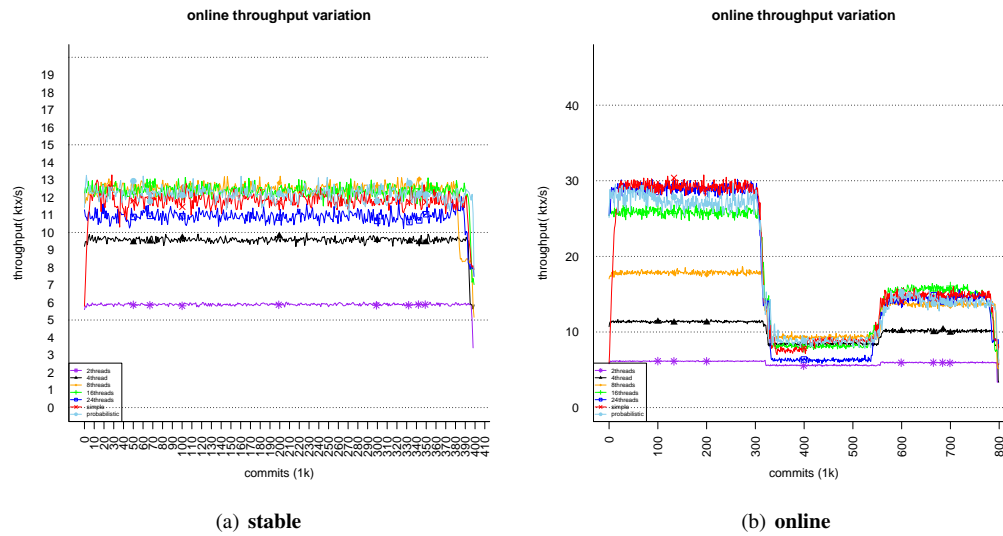 online throughput variation
throughput( ktx/s)
19
18
17
16
15
14
13
12
11
10
9
8
7
6
5
4
3
2
1
0
2threads
4thread
8threads
16threads
24threads
simple
probabilistic
0 10 20 30 40 50 60 70 80 90 100 110 120 130 140 150 160 170 180 190 200 210 220 230 240 250 260 270 280 290 300 310 320 330 340 350 360 370 380 390 400 410
commits (1k)
(a) stable
online throughput variation
throughput( ktx/s)
40
30
20
10
0
2threads
4thread
8threads
16threads
24threads
simple
probabilistic
0 100 200 300 400 500 600 700 800
commits (1k)
(b) online